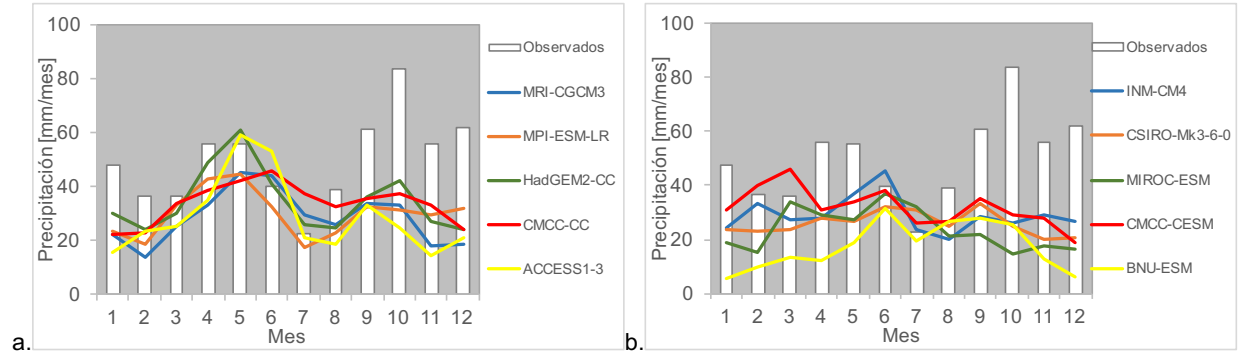 Precipitación [mm/mes]
100
80
60
40
20
0
1 2 3 4 5 6 7 8 9 10 11 12
Mes
Observados
MRI-CGCM3
MPI-ESM-LR
HadGEM2-CC
CMCC-CC
ACCESS1-3
a.
Precipitación [mm/mes]
100
80
60
40
20
0
1 2 3 4 5 6 7 8 9 10 11 12
Mes
Observados
INM-CM4
CSIRO-Mk3-6-0
MIROC-ESM
CMCC-CESM
BNU-ESM
b.